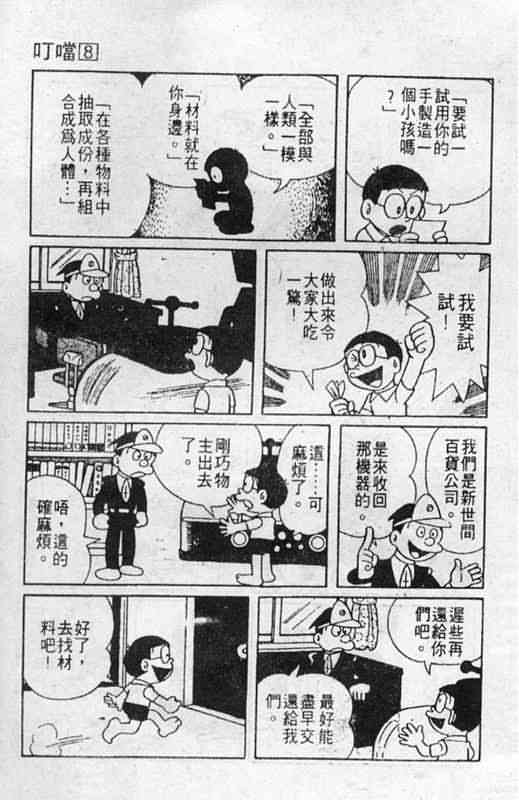 叮噹8
「要試一
試用你的
手製造一
個小孩嗎
?」
「全部與
人類一模
一樣。」
「材料就在
你身邊。」
「在各種物料中
抽取成份，再組
合成爲人體…」
我要試
試！
做出來令
大家大吃
一驚！
我們是新世間
百貨公司。
是來收回
那機器的。
這……可
麻煩了。
剛巧物
主出去
了。
唔，這的
確麻煩。
遲些再
還給你
們吧。
最好能
盡早交
還給我
們。
好了，
去找材
料吧！